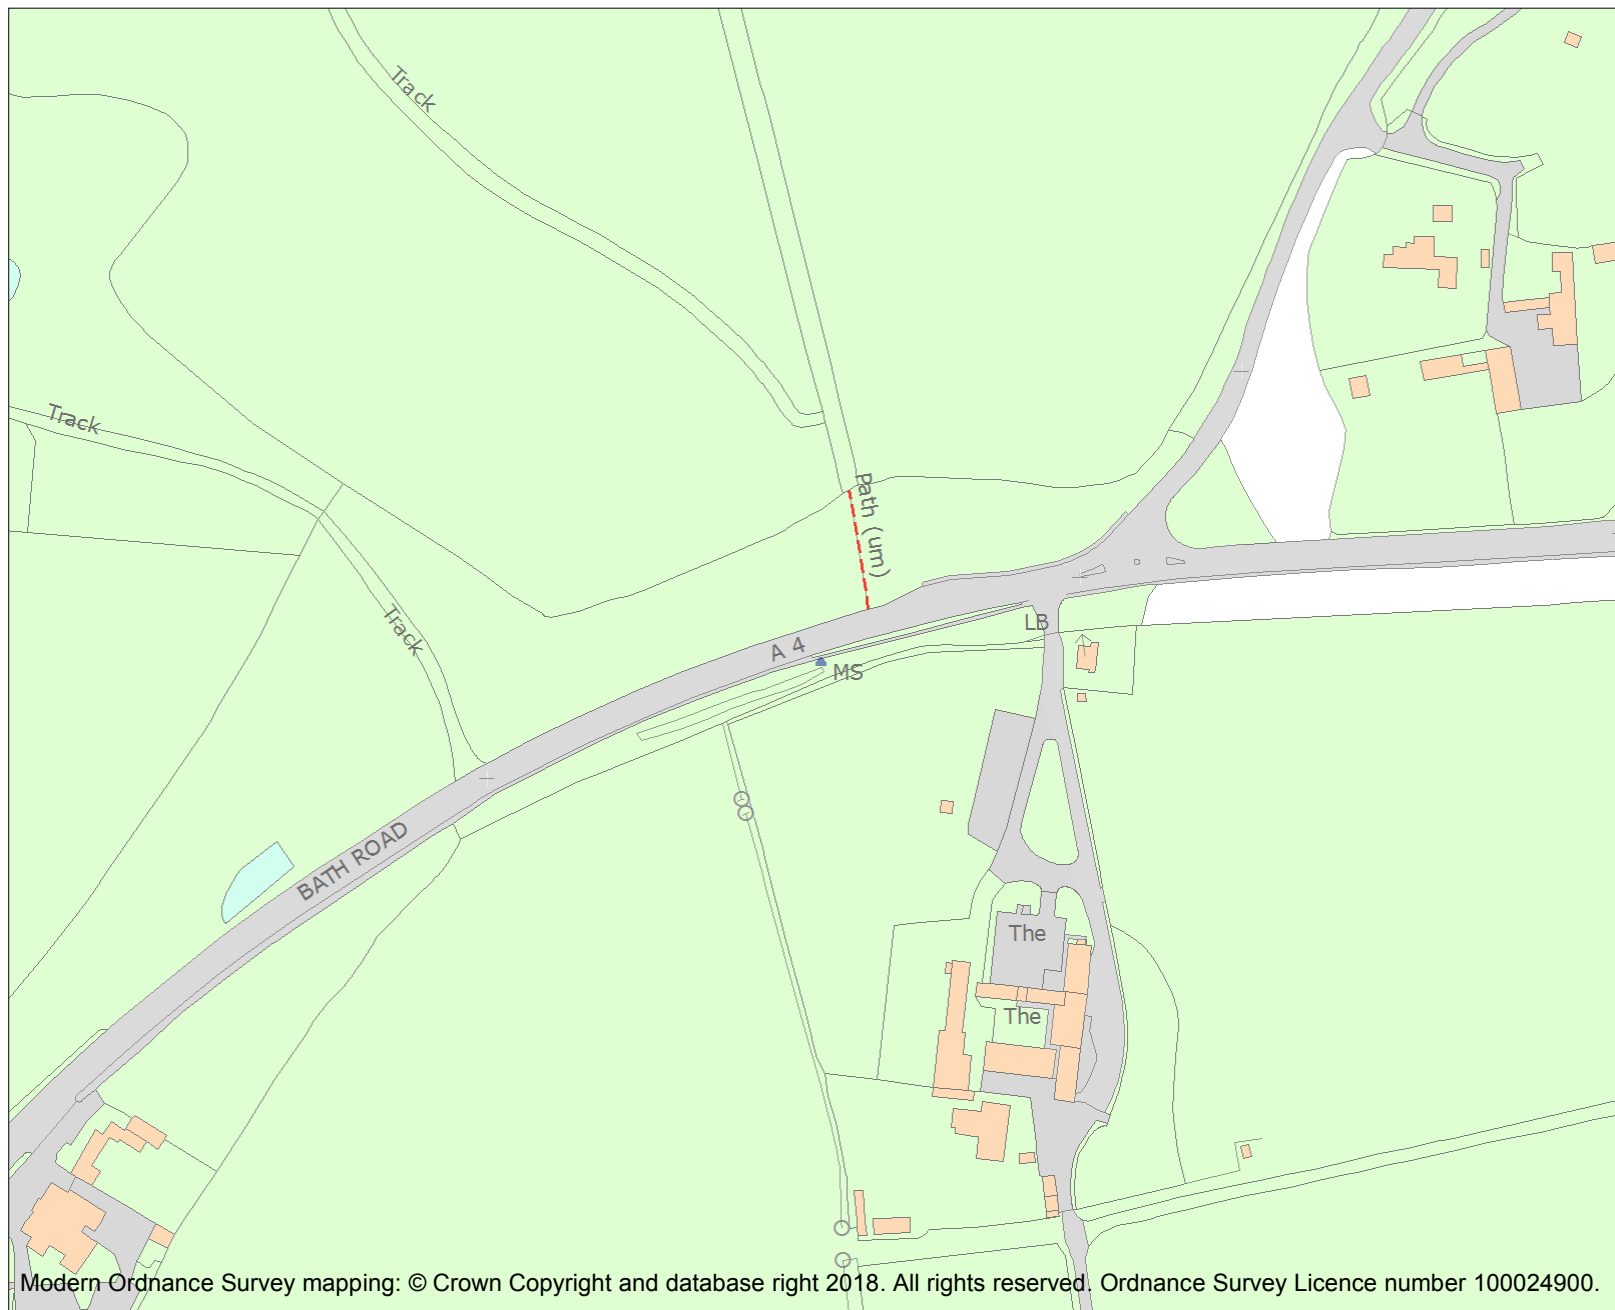 Track
Track
Path (um)
Track
LB
A 4
MS
BATH ROAD
The
The
Modern Ordnance Survey mapping: © Crown Copyright and database right 2018. All rights reserved. Ordnance Survey Licence number 100024900.